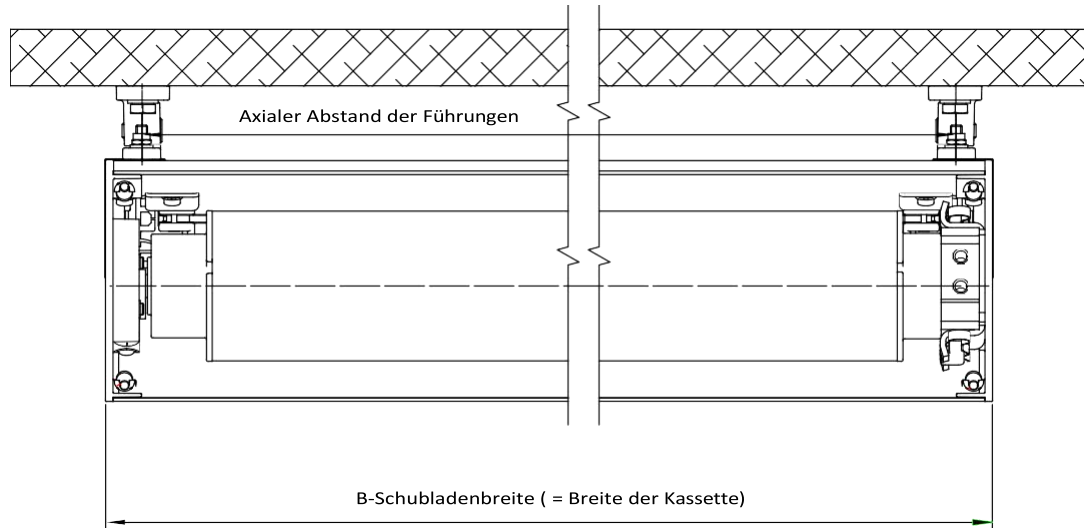 Axialer Abstand der Führungen
B-Schubladenbreite ( = Breite der Kassette)